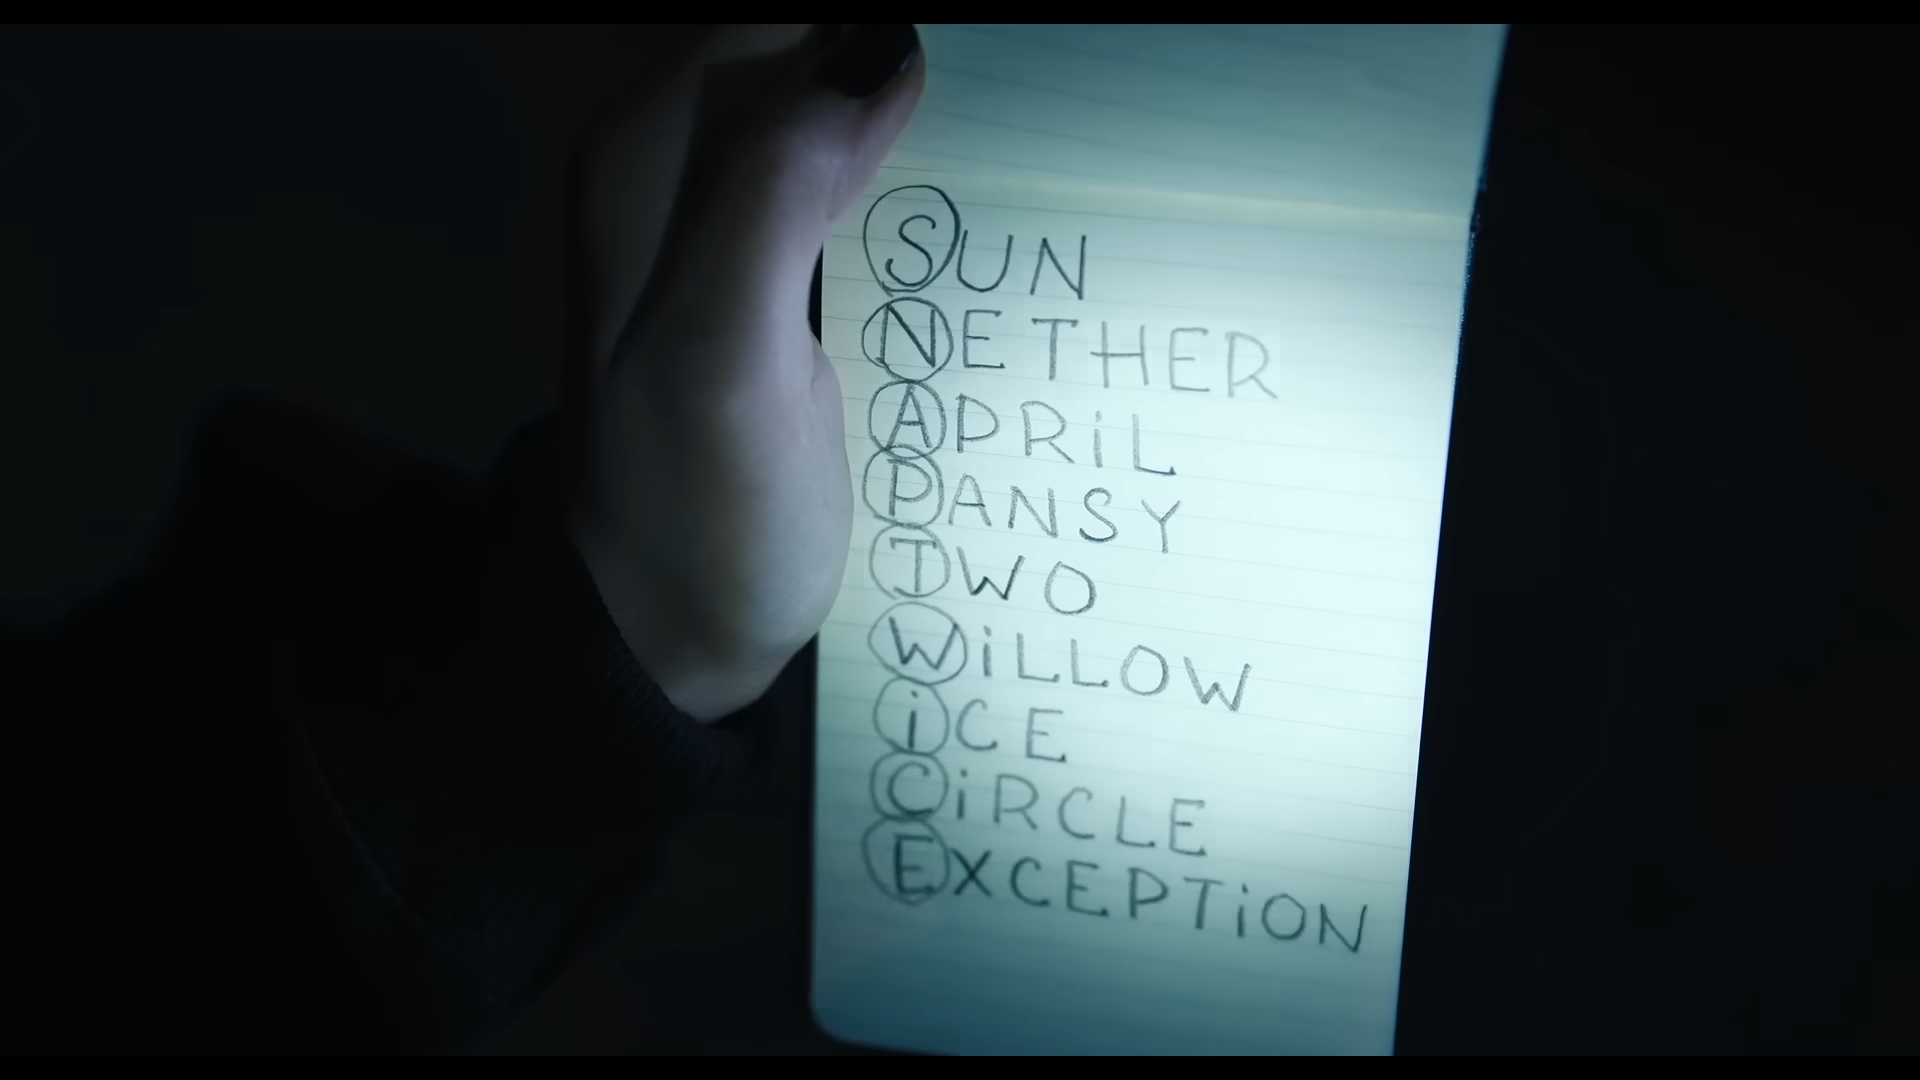 SUN
NETHER
APRiL
PANSY
TWO
WiLLOW
iCE
CiRCLE
EXCEPTiON